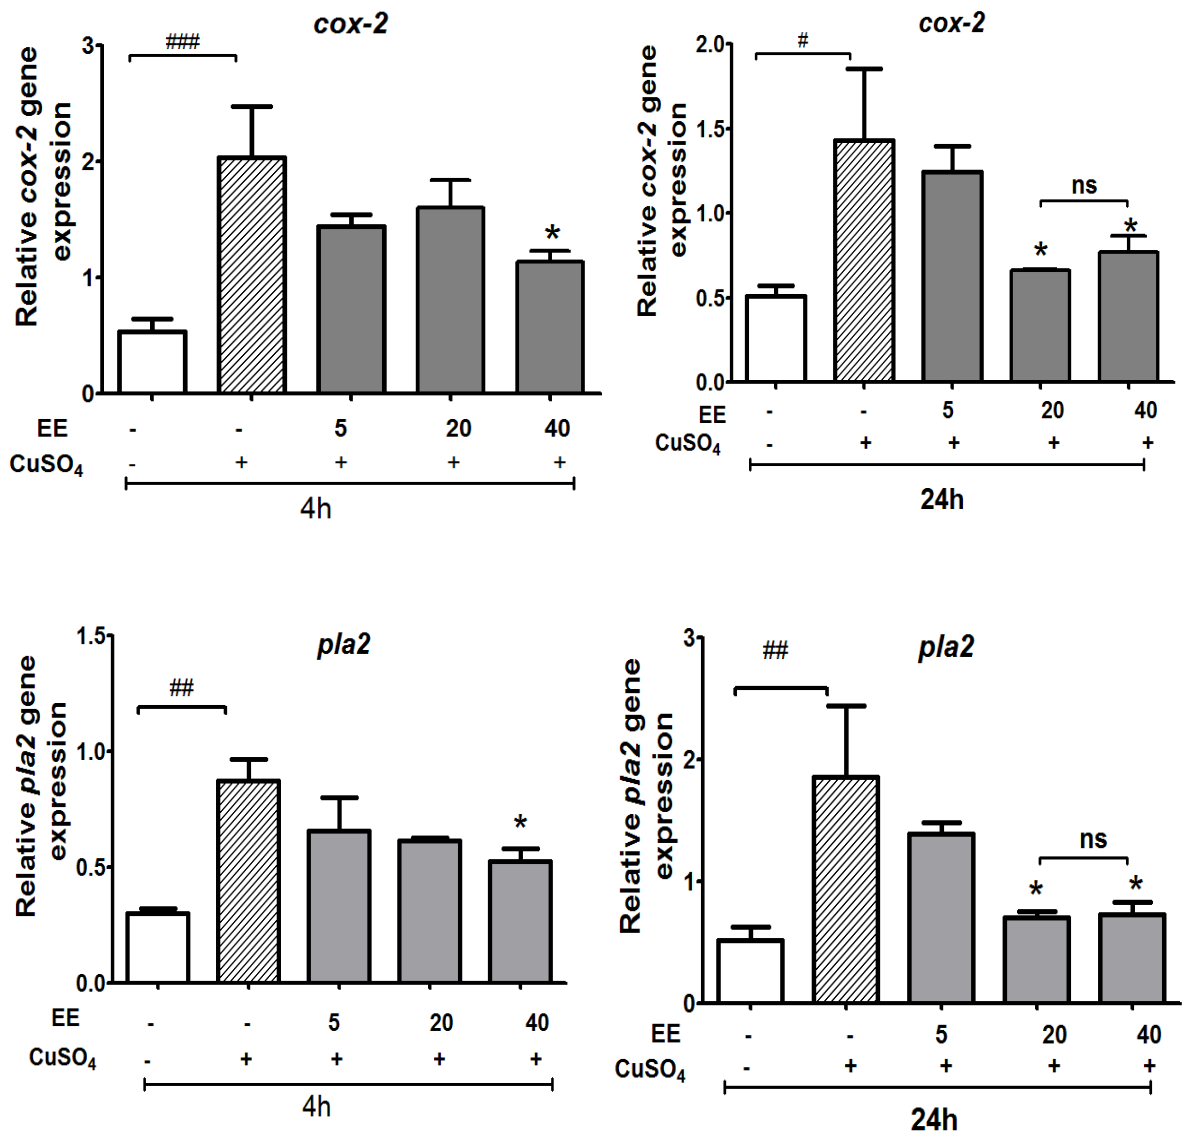 cox-2
Relative cox-2 gene
expression
3
2
1
0
###
*
EE - - 5 20 40
CuSO4 - + + + +
4h
cox-2
Relative cox-2 gene
expression
2.0
1.5
1.0
0.5
0.0
#
ns
* *
EE - - 5 20 40
CuSO4 - + + + +
24h
pla2
Relative pla2 gene
expression
1.5
1.0
0.5
0.0
##
*
EE - - 5 20 40
CuSO4 - + + + +
4h
pla2
Relative pla2 gene
expression
3
2
1
0
##
ns
* *
EE - - 5 20 40
CuSO4 - + + + +
24h